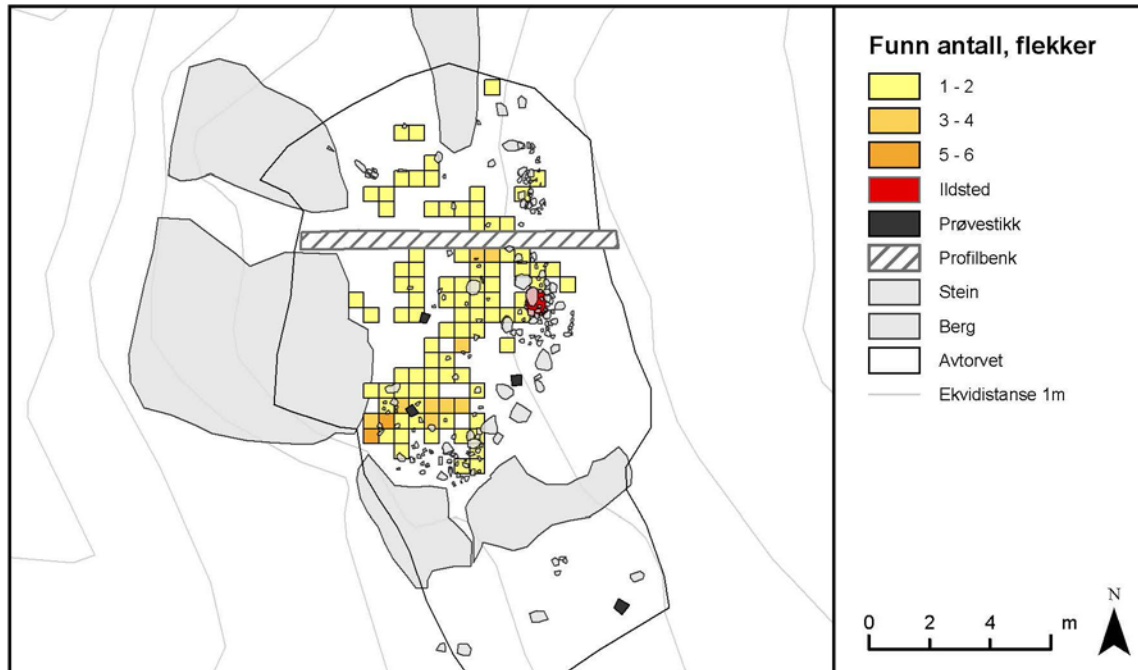 Funn antall, flekker
1 - 2
3 - 4
5 - 6
Ildsted
Prøvestikk
Profilbenk
Stein
Berg
Avtorvet
Ekvidistanse 1m
N
0 2 4 m